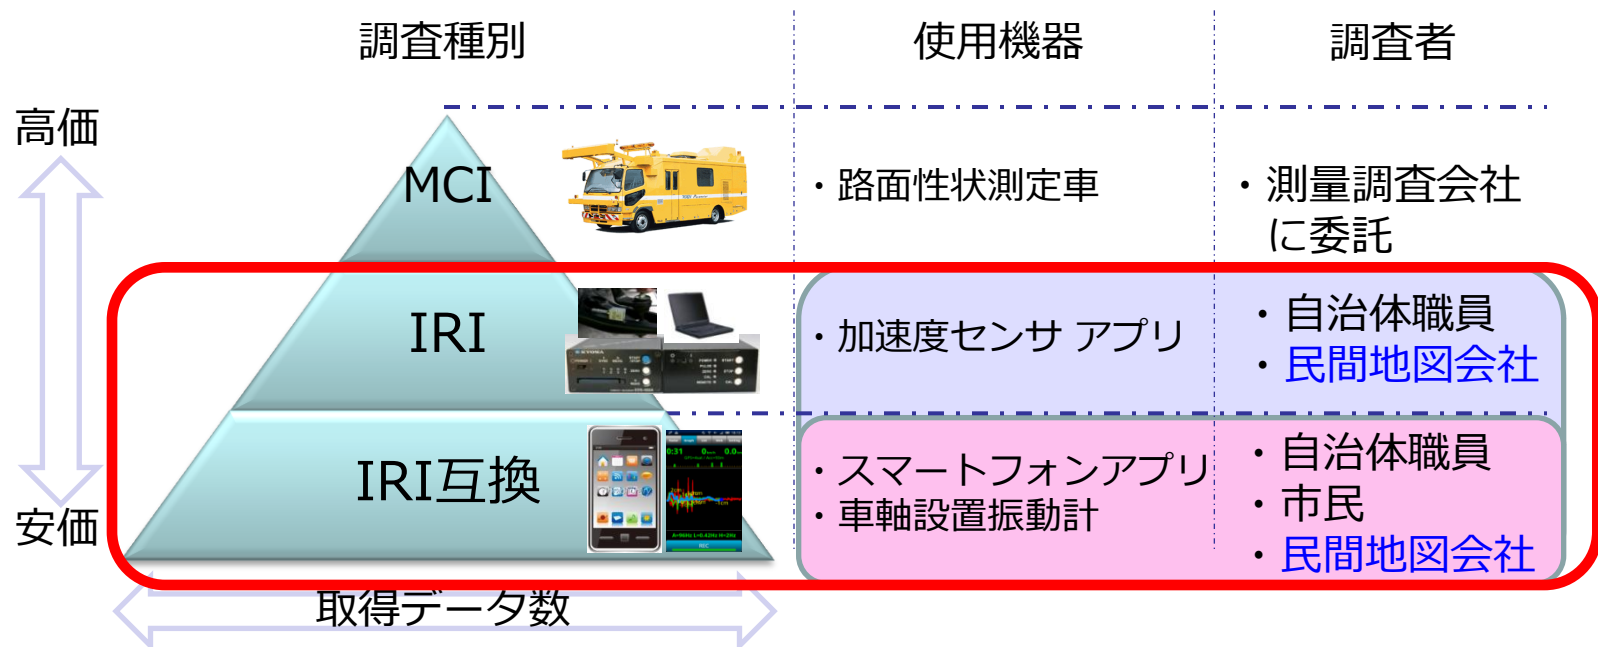 調査種別
使用機器
調査者
高価
MCI
・路面性状測定車
・測量調査会社
に委託
IRI
・加速度センサ アプリ
・自治体職員
・民間地図会社
IRI互換
・スマートフォンアプリ
・車軸設置振動計
・自治体職員
・市民
・民間地図会社
安価
取得データ数